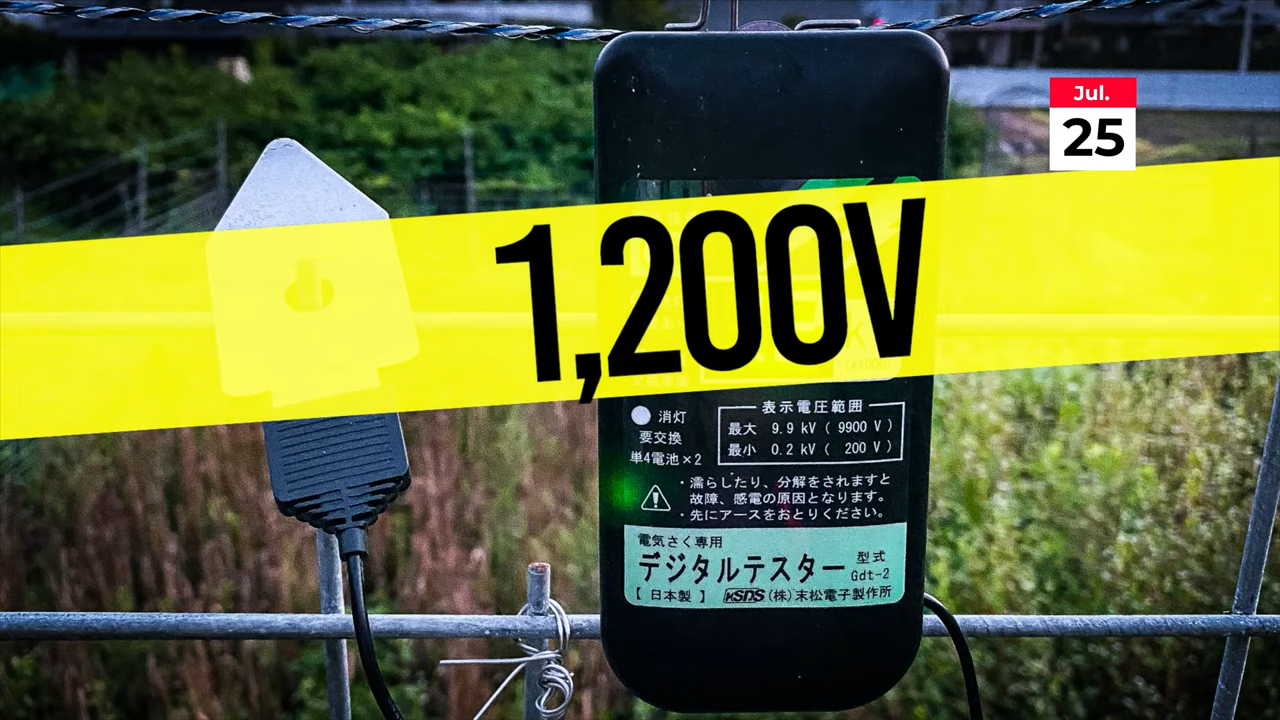 Jul.
25
1,200V
消灯
要交換
単4電池×2
表示電圧範囲
最大 9.9 kV ( 9900 V )
最小 0.2 kV ( 200 V )
・濡らしたり、分解をされますと
故障、感電の原因となります。
・先にアースをおとりください。
電気さく専用
デジタルテスター 型式 Gdt-2
【 日本製 】 KSDS (株)末松電子製作所